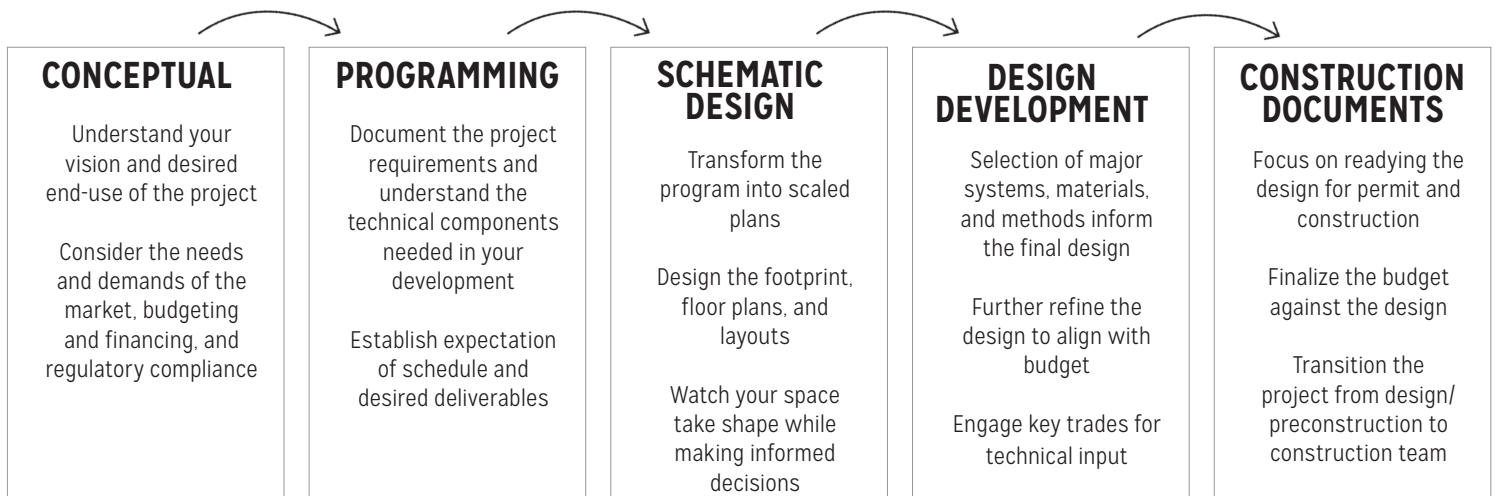 CONCEPTUAL
Understand your
vision and desired
end-use of the project
Consider the needs
and demands of the
market, budgeting
and financing, and
regulatory compliance
PROGRAMMING
Document the project
requirements and
understand the
technical components
needed in your
development
Establish expectation
of schedule and
desired deliverables
SCHEMATIC
DESIGN
Transform the
program into scaled
plans
Design the footprint,
floor plans, and
layouts
Watch your space
take shape while
making informed
decisions
DESIGN
DEVELOPMENT
Selection of major
systems, materials,
and methods inform
the final design
Further refine the
design to align with
budget
Engage key trades for
technical input
CONSTRUCTION
DOCUMENTS
Focus on readying the
design for permit and
construction
Finalize the budget
against the design
Transition the
project from design/
preconstruction to
construction team